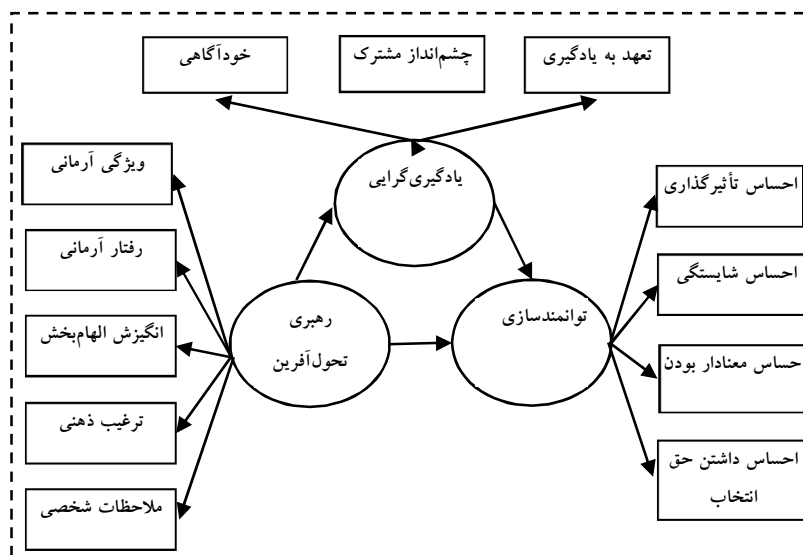 تعهد به یادگیری
چشم‌انداز مشترک
خودآگاهی
یادگیری‌گرایی
احساس تأثیرگذاری
احساس شایستگی
حساس معنادار بودن
احساس داشتن حق
انتخاب
توانمندسازی
رهبری
تحول‌آفرین
ویژگی آرمانی
رفتار آرمانی
انگیزش الهام‌بخش
ترغیب ذهنی
ملاحظات شخصی